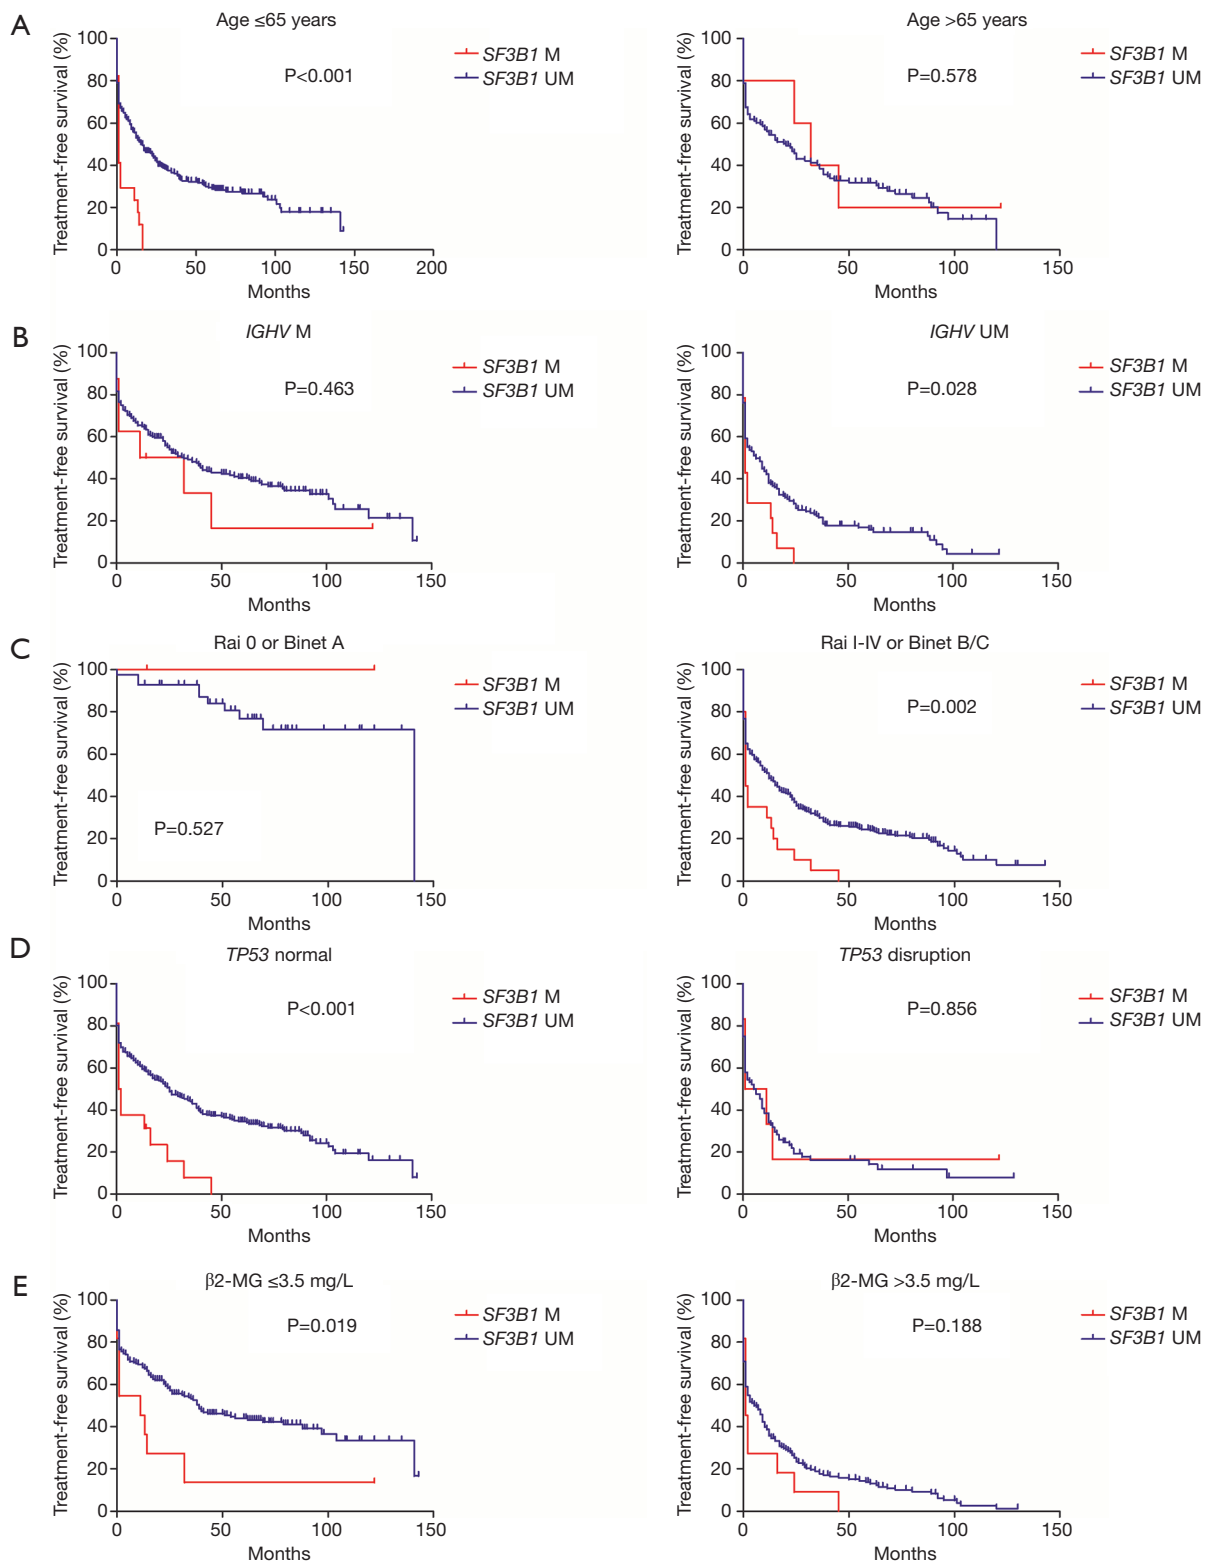 A
Age ≤65 years
Treatment-free survival (%)
100
80
60
40
20
0
P<0.001
SF3B1 M
SF3B1 UM
0 50 100 150 200
Months
Age >65 years
Treatment-free survival (%)
100
80
60
40
20
0
P=0.578
SF3B1 M
SF3B1 UM
0 50 100 150
Months
B
IGHV M
Treatment-free survival (%)
100
80
60
40
20
0
P=0.463
SF3B1 M
SF3B1 UM
0 50 100 150
Months
IGHV UM
Treatment-free survival (%)
100
80
60
40
20
0
P=0.028
SF3B1 M
SF3B1 UM
0 50 100 150
Months
C
Rai 0 or Binet A
Treatment-free survival (%)
100
80
60
40
20
0
P=0.527
SF3B1 M
SF3B1 UM
0 50 100 150
Months
Rai I-IV or Binet B/C
Treatment-free survival (%)
100
80
60
40
20
0
P=0.002
SF3B1 M
SF3B1 UM
0 50 100 150
Months
D
TP53 normal
Treatment-free survival (%)
100
80
60
40
20
0
P<0.001
SF3B1 M
SF3B1 UM
0 50 100 150
Months
TP53 disruption
Treatment-free survival (%)
100
80
60
40
20
0
P=0.856
SF3B1 M
SF3B1 UM
0 50 100 150
Months
E
β2-MG ≤3.5 mg/L
Treatment-free survival (%)
100
80
60
40
20
0
P=0.019
SF3B1 M
SF3B1 UM
0 50 100 150
Months
β2-MG >3.5 mg/L
Treatment-free survival (%)
100
80
60
40
20
0
P=0.188
SF3B1 M
SF3B1 UM
0 50 100 150
Months